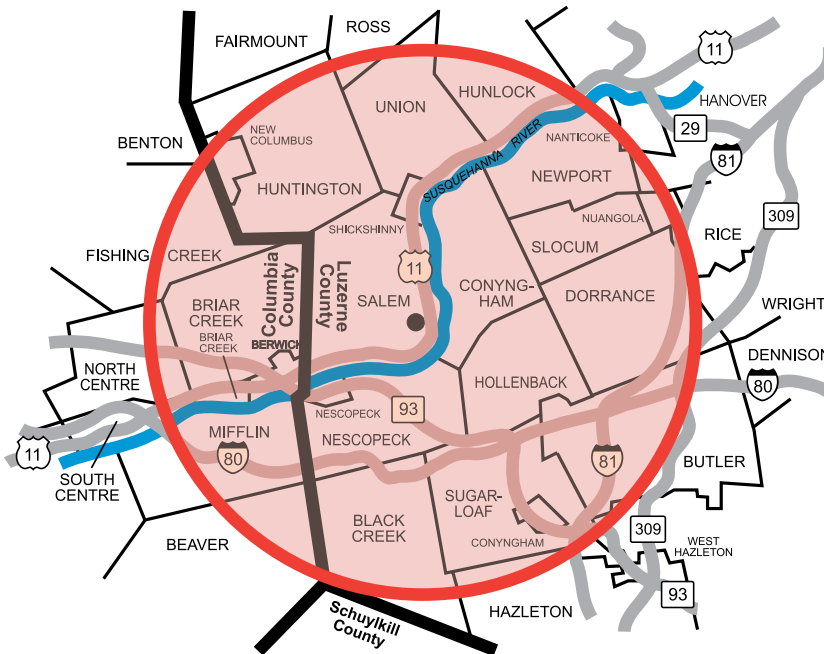 ROSS
FAIRMOUNT
11
HUNLOCK
UNION
HANOVER
29
NEW
COLUMBUS
NANTICOKE
BENTON
SUSQUEHANNA RIVER
81
NEWPORT
HUNTINGTON
309
NUANGOLA
SHICKSHINNY
RICE
SLOCUM
FISHING CREEK
11
CONYNG-
HAM
DORRANCE
Columbia
County
Luzerne
County
SALEM
BRIAR
CREEK
WRIGHT
BRIAR
CREEK
BERWICK
DENNISON
NORTH
CENTRE
80
HOLLENBACK
93
NESCOPECK
MIFFLIN
NESCOPECK
11
80
81
BUTLER
SOUTH
CENTRE
SUGAR-
LOAF
BLACK
CREEK
309
BEAVER
CONYNGHAM
WEST
HAZLETON
93
HAZLETON
Schuylkill
County